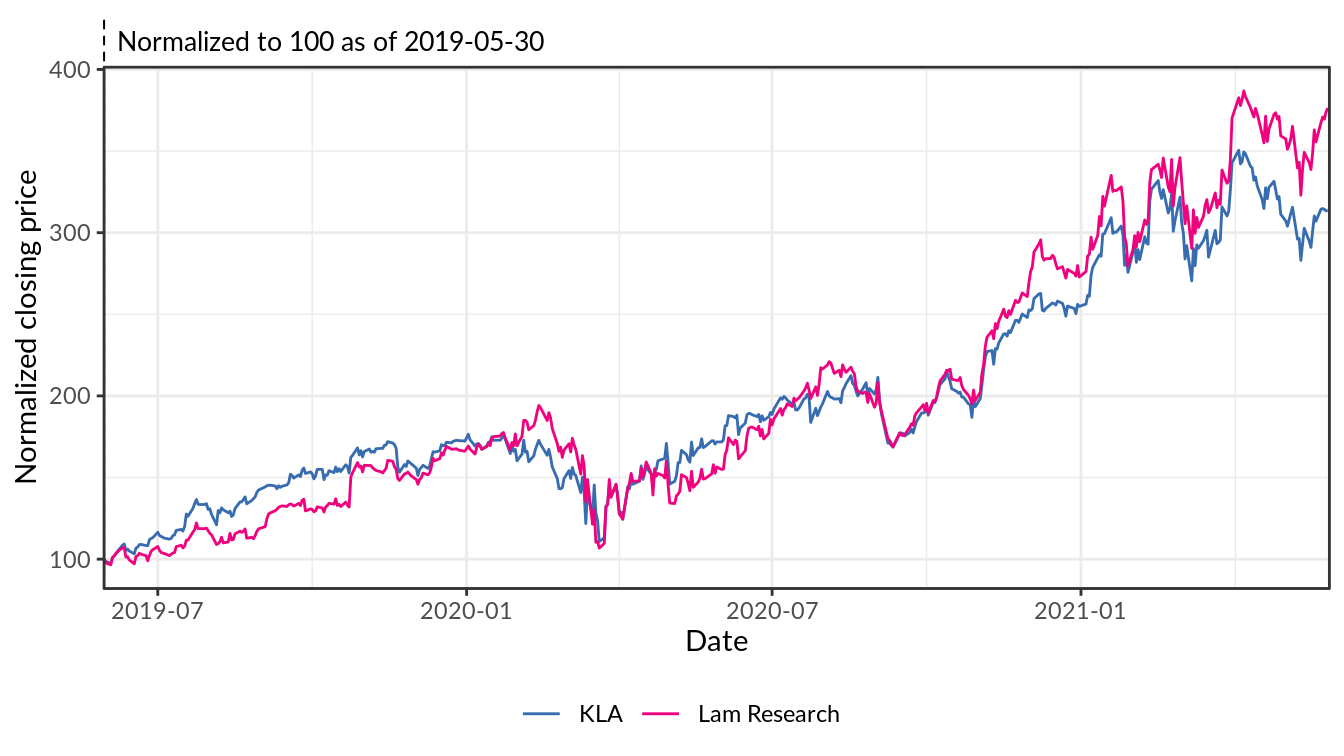 Normalized to 100 as of 2019-05-30
400
300
200
100
Normalized closing price
2019-07 2020-01 2020-07 2021-01
Date
KLA Lam Research